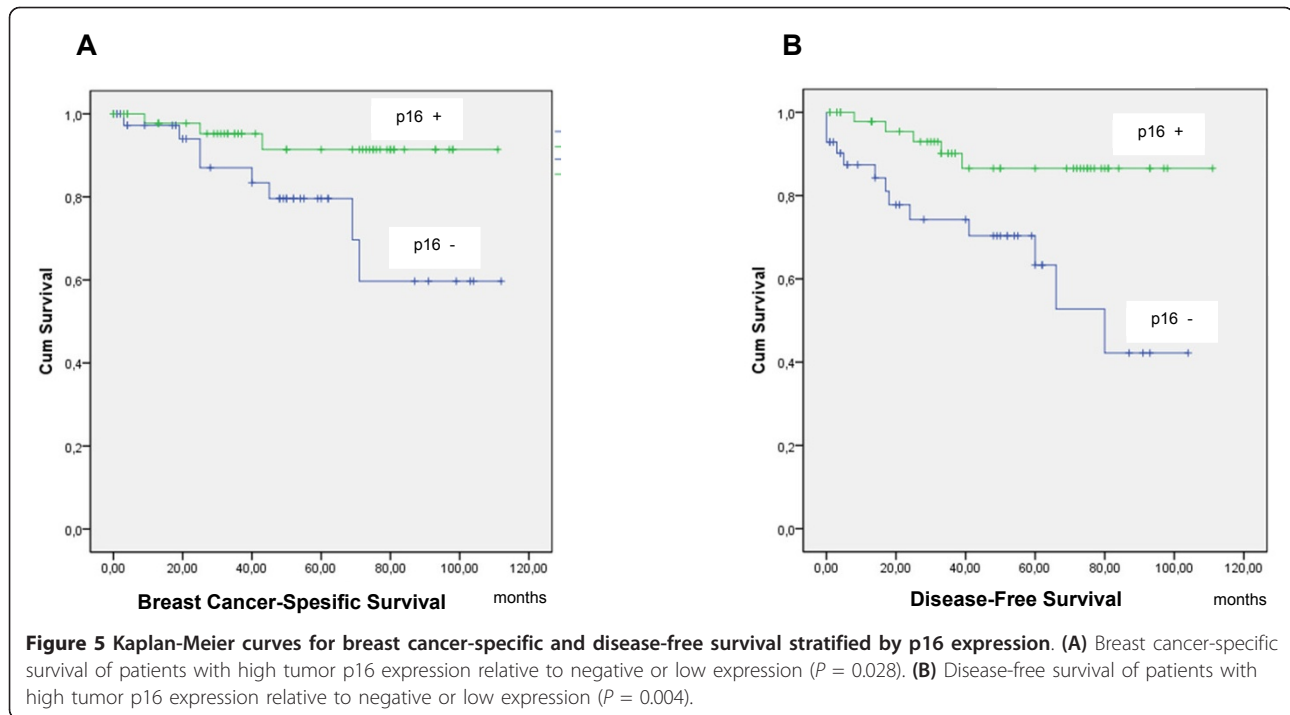 A
B
p16 +
p16 -
1,0
0,8
0,6
0,4
0,2
0,0
Cum Survival
0,00 20,00 40,00 60,00 80,00 100,00 120,00
Breast Cancer-Spesific Survival months
p16 +
p16 -
1,0
0,8
0,6
0,4
0,2
0,0
Cum Survival
0,00 20,00 40,00 60,00 80,00 100,00 120,00
Disease-Free Survival months
Figure 5 Kaplan-Meier curves for breast cancer-specific and disease-free survival stratified by p16 expression. (A) Breast cancer-specific
survival of patients with high tumor p16 expression relative to negative or low expression (P = 0.028). (B) Disease-free survival of patients with
high tumor p16 expression relative to negative or low expression (P = 0.004).